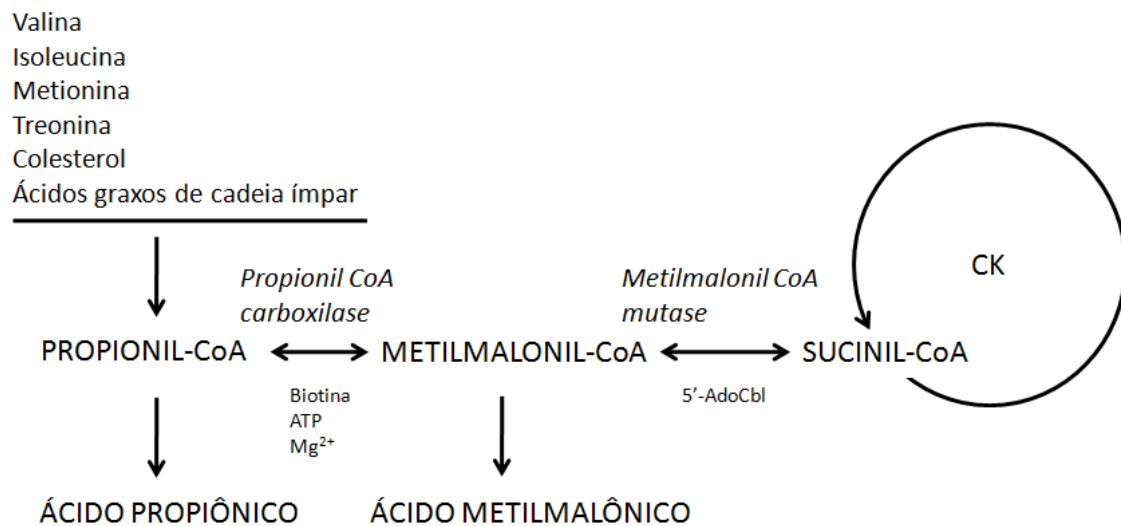 Valina
Isoleucina
Metionina
Treonina
Colesterol
Ácidos graxos de cadeia ímpar
Propionil CoA
carboxilase
Metilmalonil CoA
mutase
CK
PROPIONIL-CoA
METILMALONIL-CoA
SUCINIL-CoA
Biotina
ATP
Mg²⁺
5’-AdoCbl
ÁCIDO PROPIÔNICO
ÁCIDO METILMALÔNICO